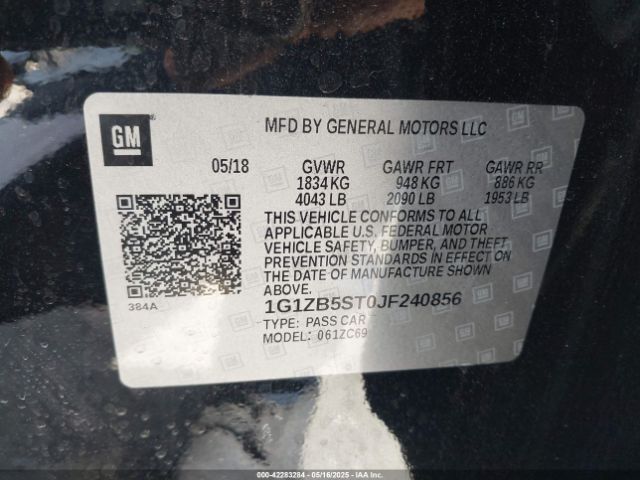 GM
MFD BY GENERAL MOTORS LLC
05/18 GVWR GAWR FRT GAWR RR
1834 KG 948 KG 886 KG
4043 LB 2090 LB 1953 LB
THIS VEHICLE CONFORMS TO ALL
APPLICABLE U.S. FEDERAL MOTOR
VEHICLE SAFETY, BUMPER, AND THEFT
PREVENTION STANDARDS IN EFFECT ON
THE DATE OF MANUFACTURE SHOWN
ABOVE.
384A
1G1ZB5ST0JF240856
TYPE: PASS CAR
MODEL: 061ZC69
000-42283284 - 05/16/2025 - IAAI.COM